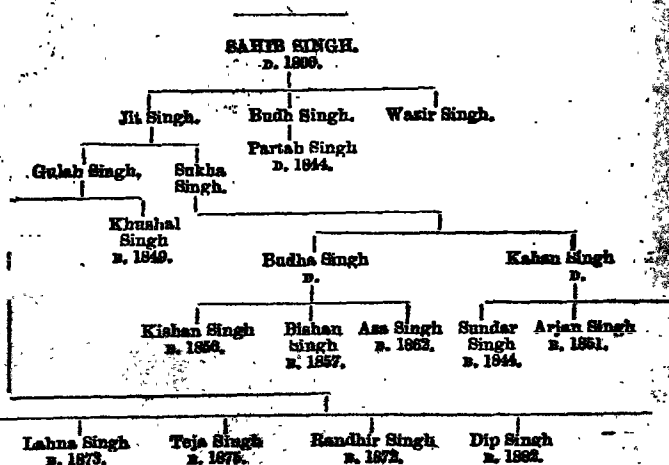 SAHIB SINGH.
D. 1800.
Jit Singh. Budh Singh. Wazir Singh.
Partab Singh
D. 1844.
Gulab Singh. Sukha
Singh.
Khushal
Singh
B. 1849.
Budha Singh Kahan Singh
D. D.
Kishan Singh Bishan Asa Singh Sundar Arjan Singh
B. 1856. Singh B. 1862. Singh B. 1851.
B. 1857. B. 1844.
Lahna Singh Teja Singh Randhir Singh Dip Singh
B. 1873. B. 1875. B. 1872. B. 1882.